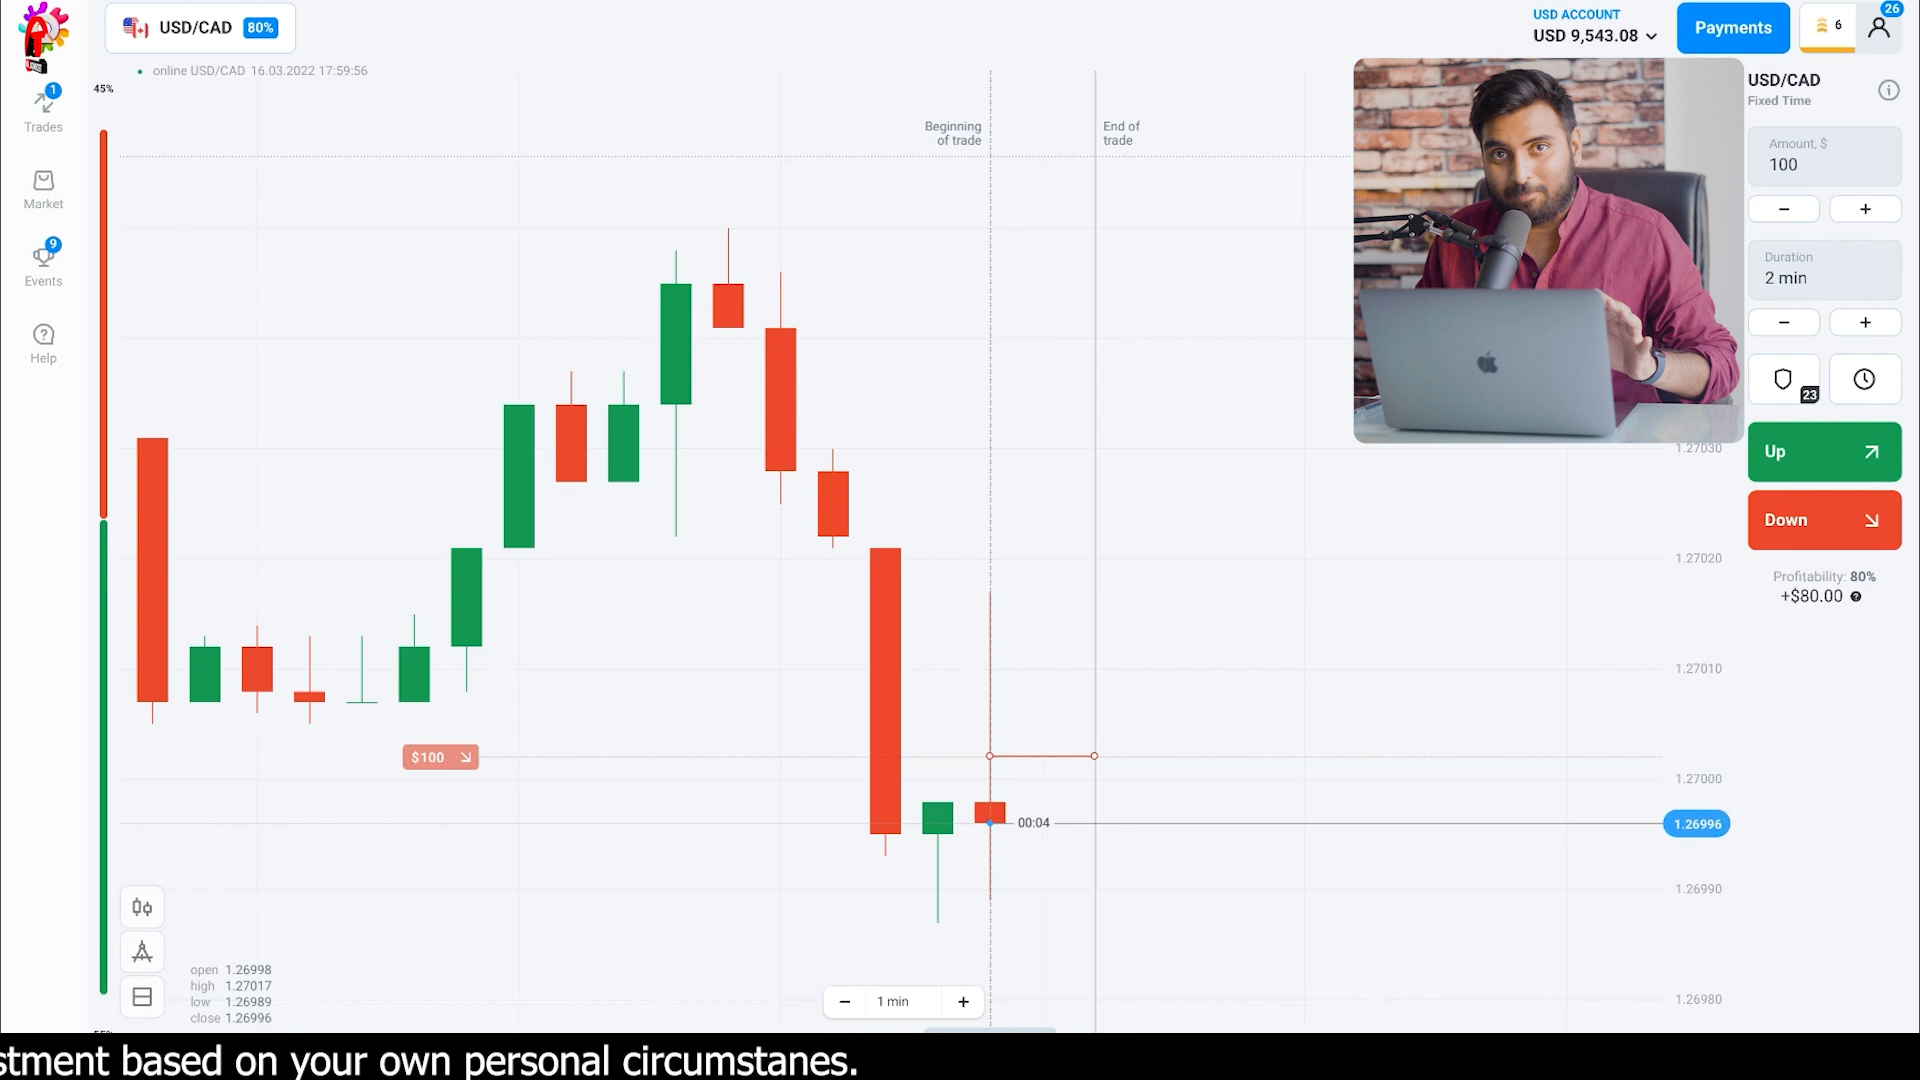 USD/CAD 80%
USD ACCOUNT
USD 9,543.08
Payments
6
26
online USD/CAD 16.03.2022 17:59:56
45%
1
Trades
Market
9
Events
Help
Beginning
of trade
End of
trade
USD/CAD
Fixed Time
Amount, $
100
Duration
2 min
23
Up
Down
Profitability: 80%
+$80.00
1.27030
1.27020
1.27010
1.27000
1.26996
1.26990
1.26980
$100
00:04
open 1.26998
high 1.27017
low 1.26989
close 1.26996
1 min
stment based on your own personal circumstanes.